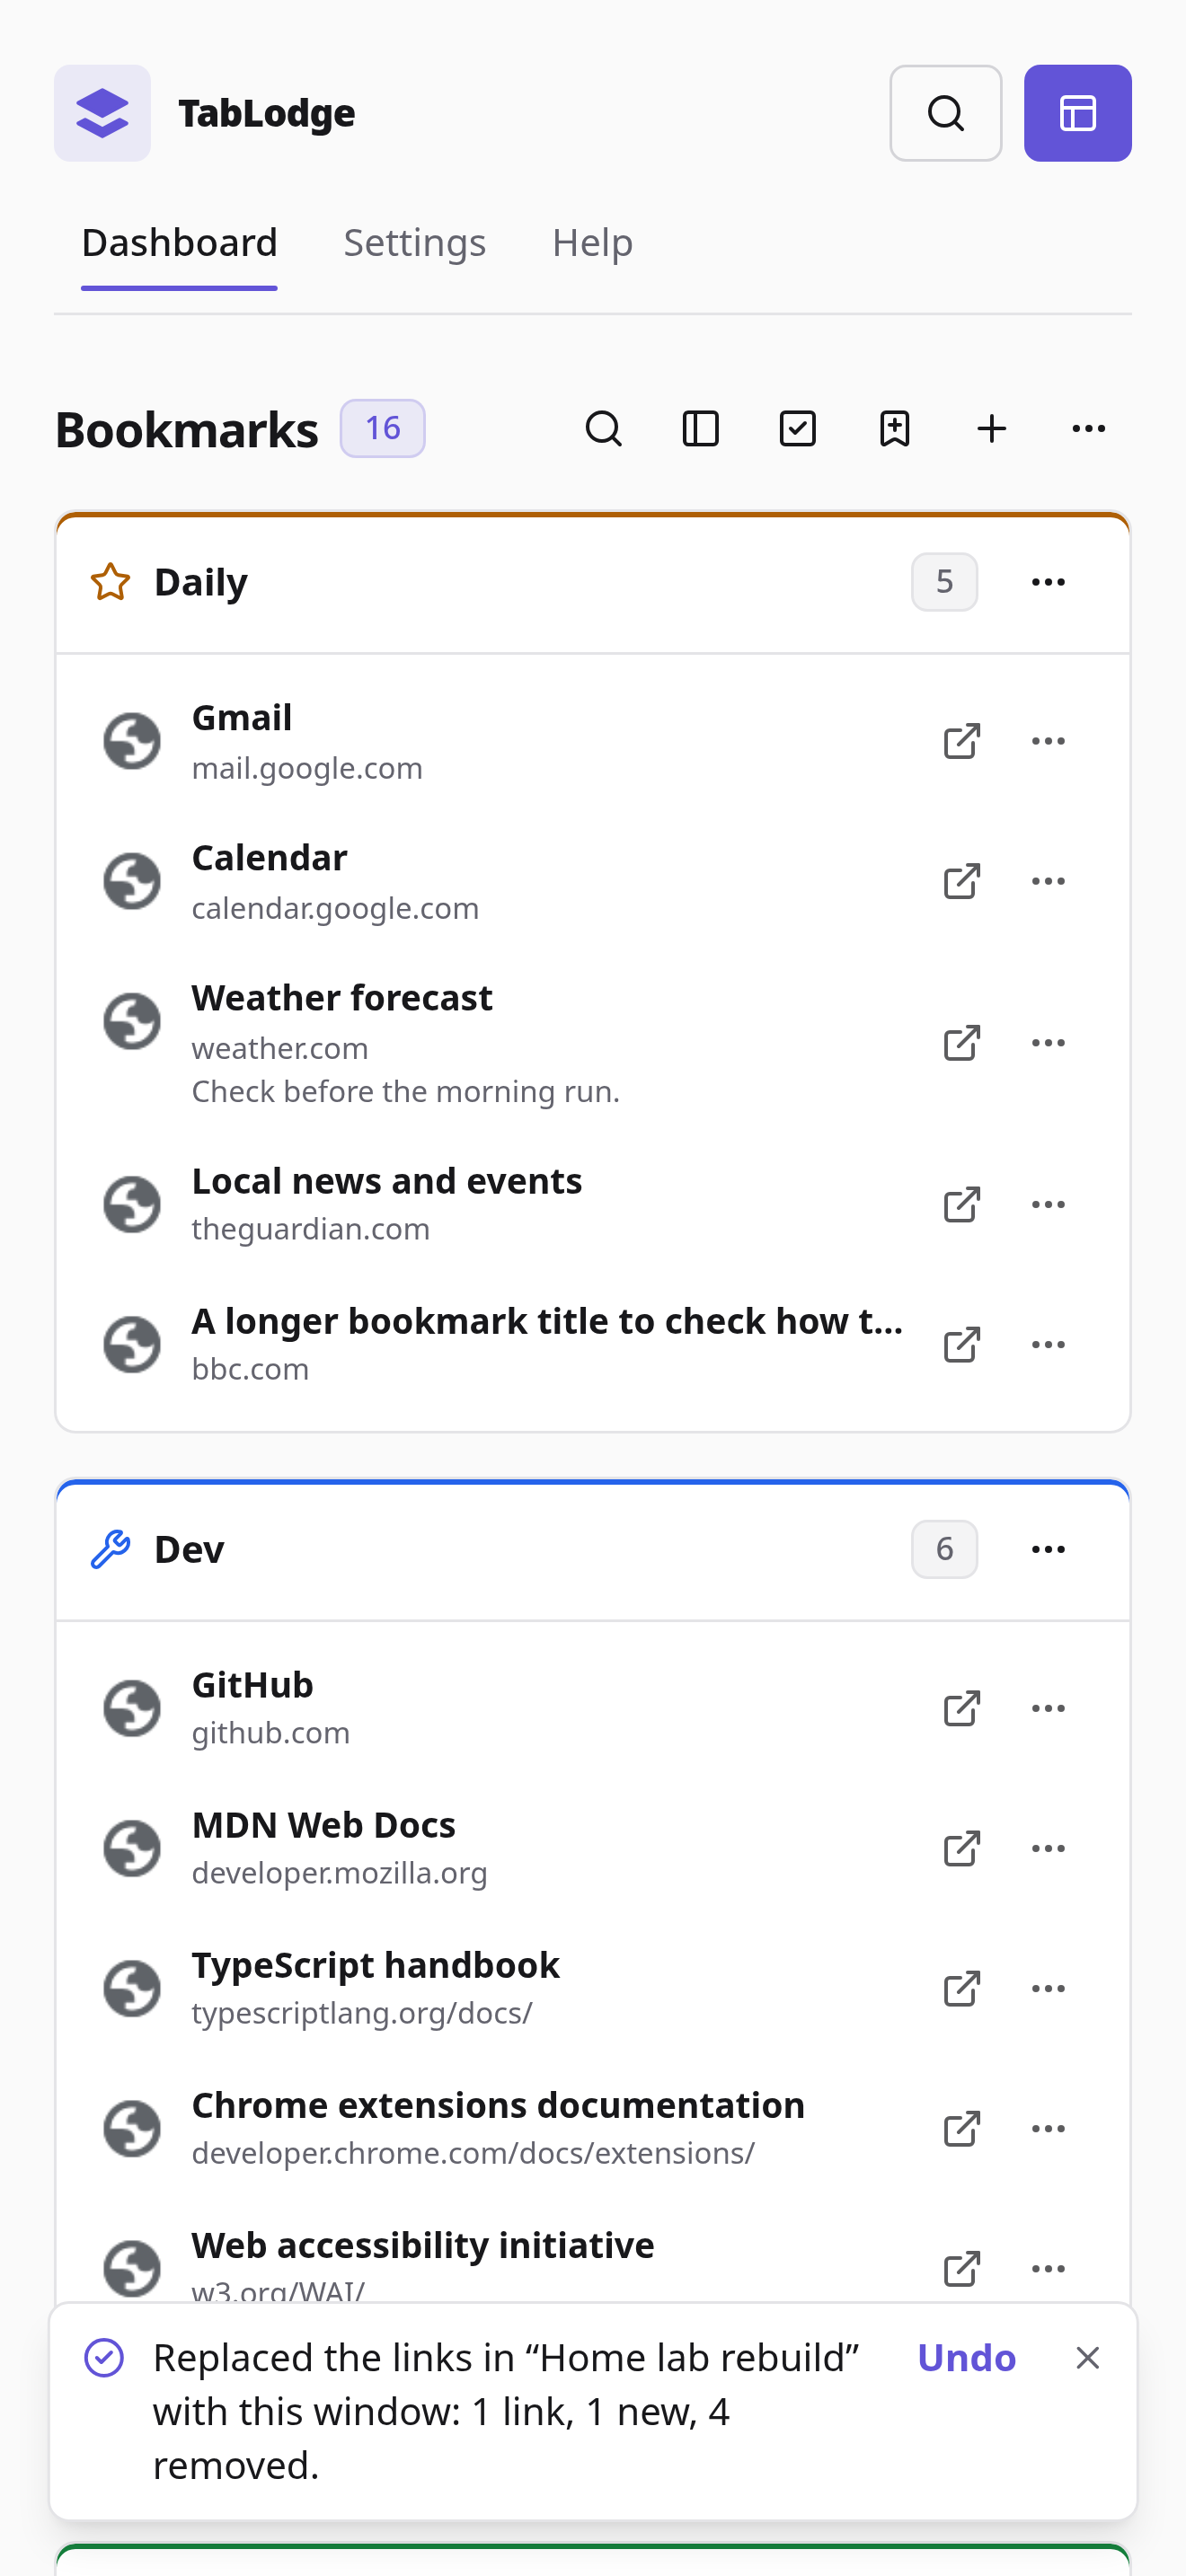 TabLodge
Dashboard Settings Help
Bookmarks 16
Daily 5
Gmail
mail.google.com
Calendar
calendar.google.com
Weather forecast
weather.com
Check before the morning run.
Local news and events
theguardian.com
A longer bookmark title to check how t...
bbc.com
Dev 6
GitHub
github.com
MDN Web Docs
developer.mozilla.org
TypeScript handbook
typescriptlang.org/docs/
Chrome extensions documentation
developer.chrome.com/docs/extensions/
Web accessibility initiative
w3.org/WAI/
Replaced the links in “Home lab rebuild” Undo
with this window: 1 link, 1 new, 4
removed.